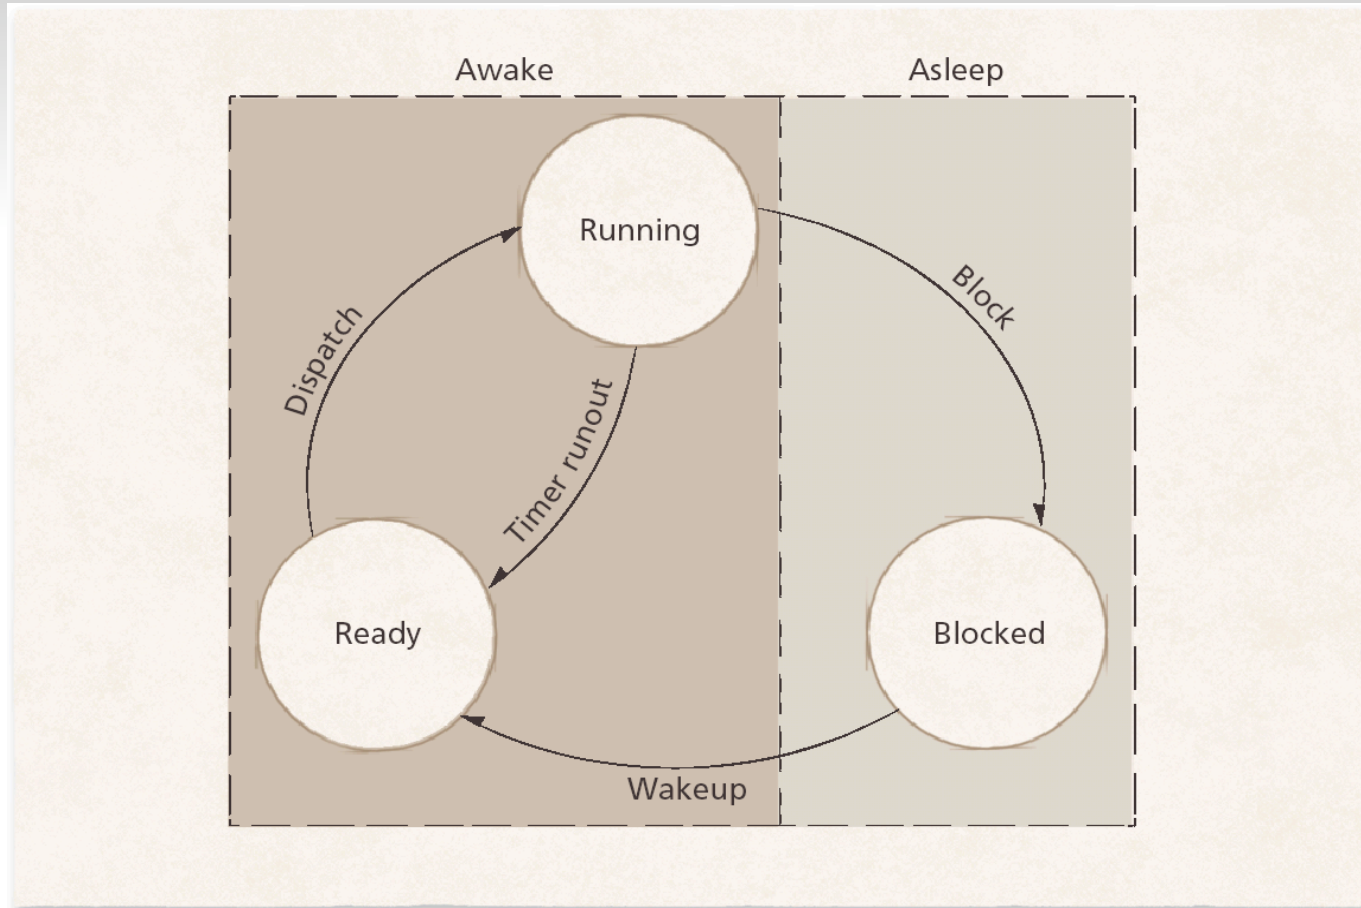 Awake
Asleep
Running
Block
Dispatch
Timer runout
Ready
Blocked
Wakeup